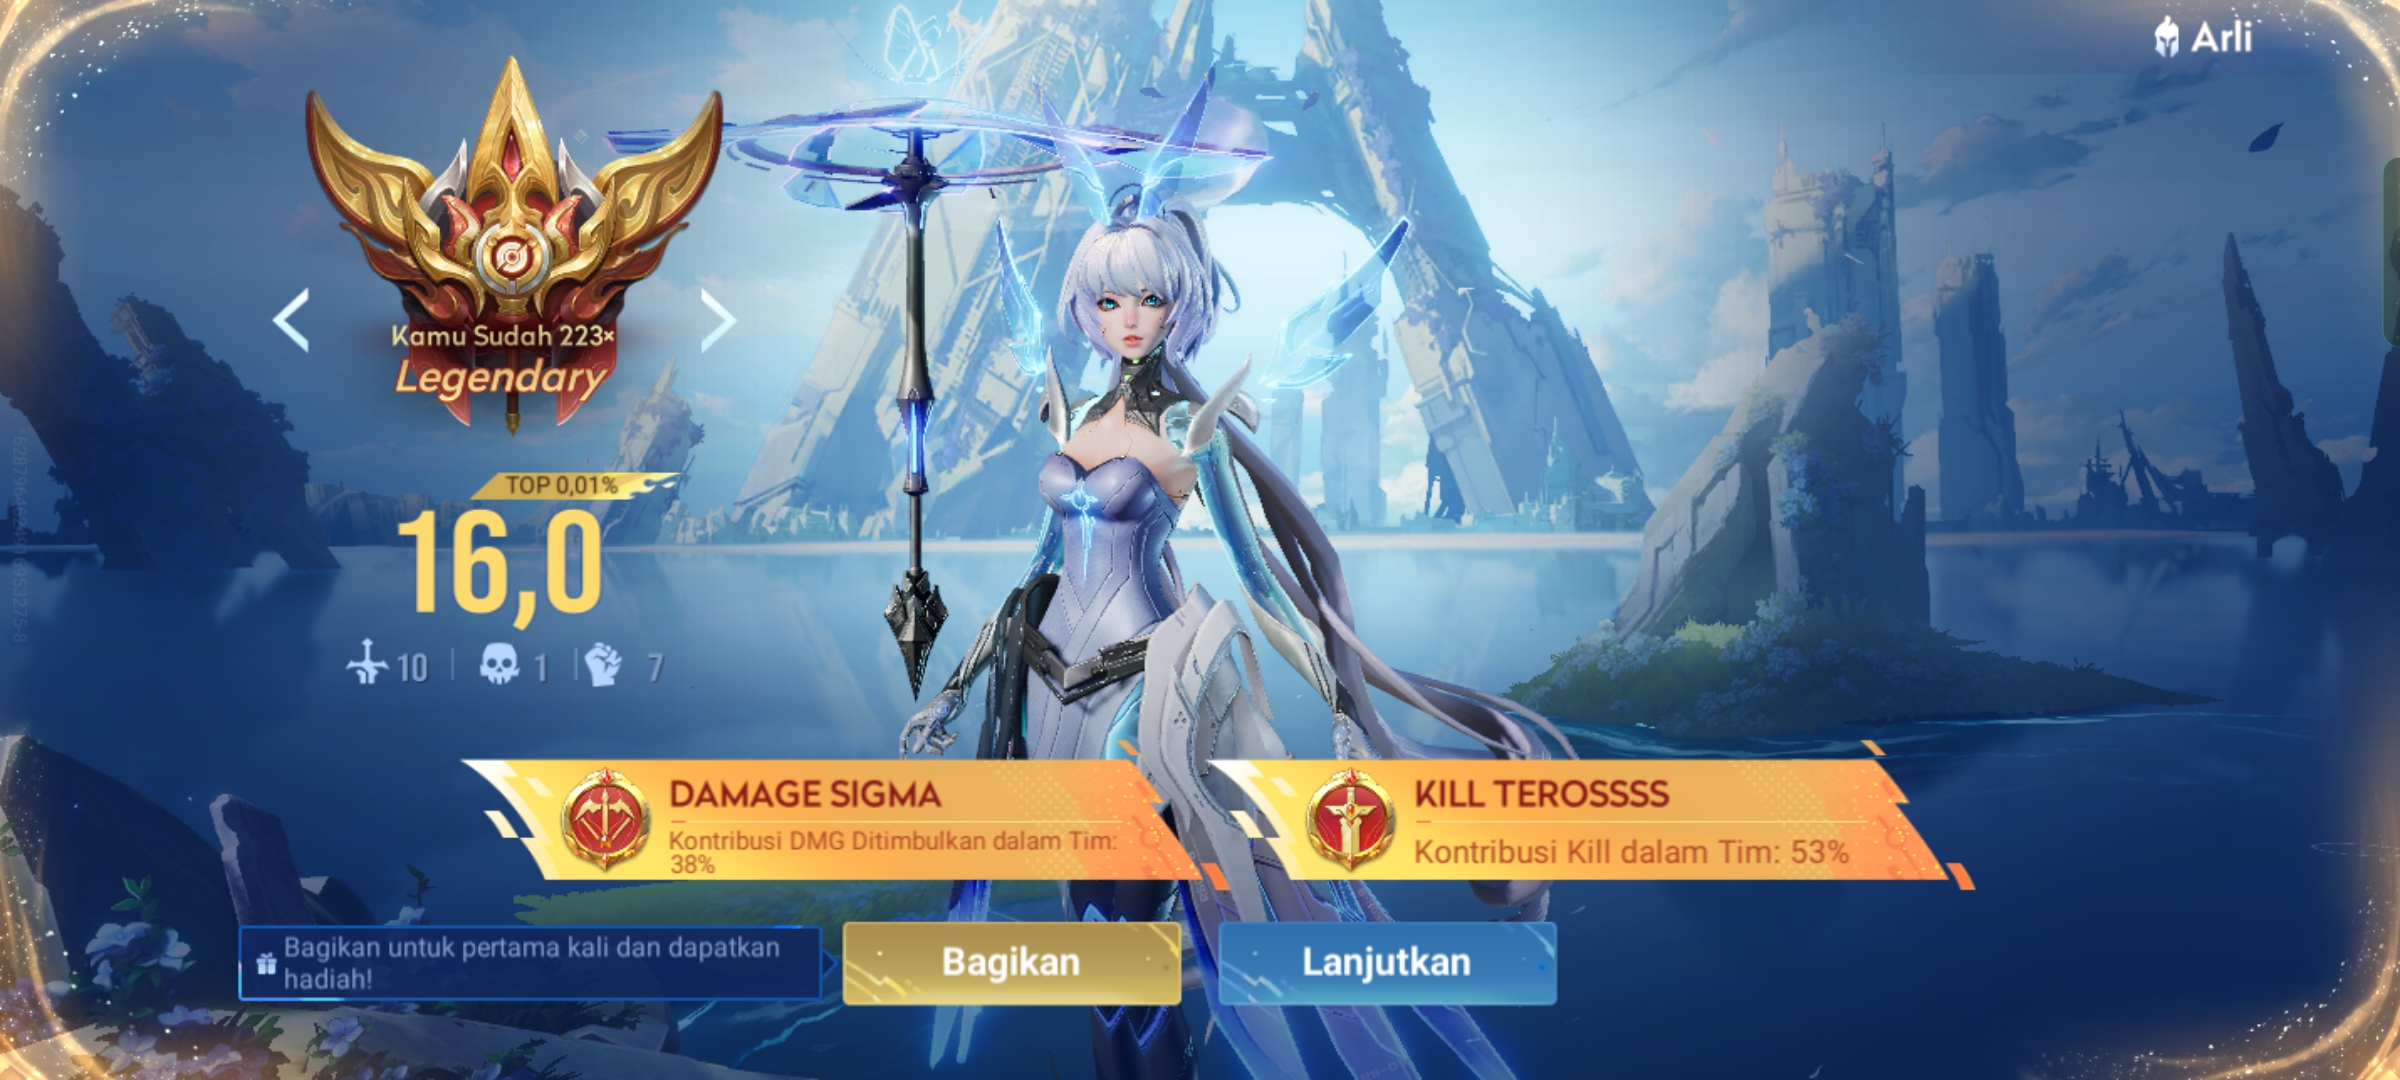 Arli
Kamu Sudah 223×
Legendary
TOP 0,01%
16,0
10 1 7
DAMAGE SIGMA
Kontribusi DMG Ditimbulkan dalam Tim:
38%
KILL TEROSSSS
Kontribusi Kill dalam Tim: 53%
Bagikan untuk pertama kali dan dapatkan
hadiah!
Bagikan
Lanjutkan